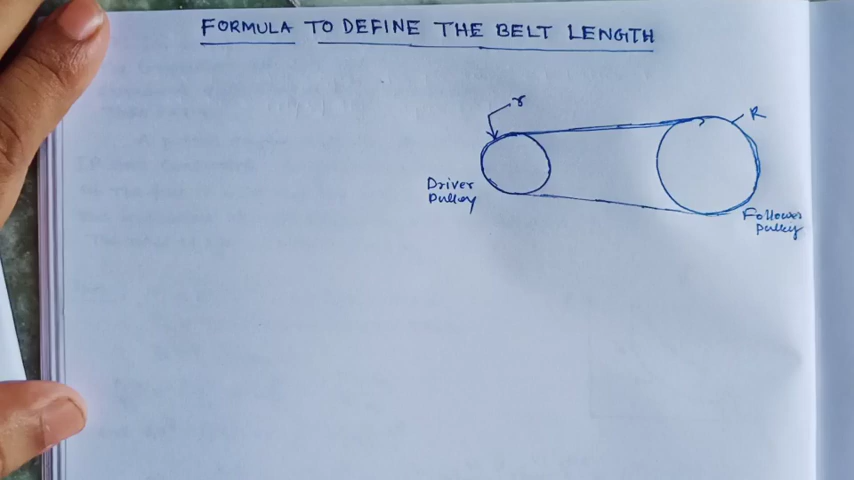 FORMULA TO DEFINE THE BELT LENGTH
r
R
Driver
pulley
Follower
pulley